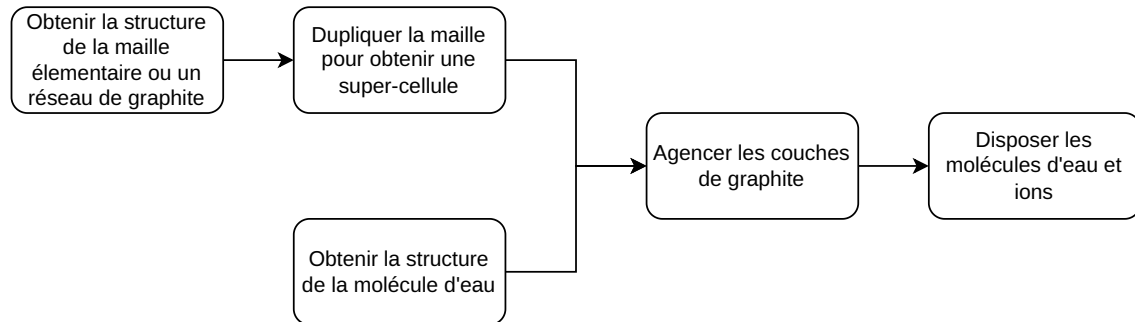 Obtenir la structure
de la maille
élementaire ou un
réseau de graphite
Dupliquer la maille
pour obtenir une
super-cellule
Obtenir la structure
de la molécule d'eau
Agencer les couches
de graphite
Disposer les
molécules d'eau et
ions